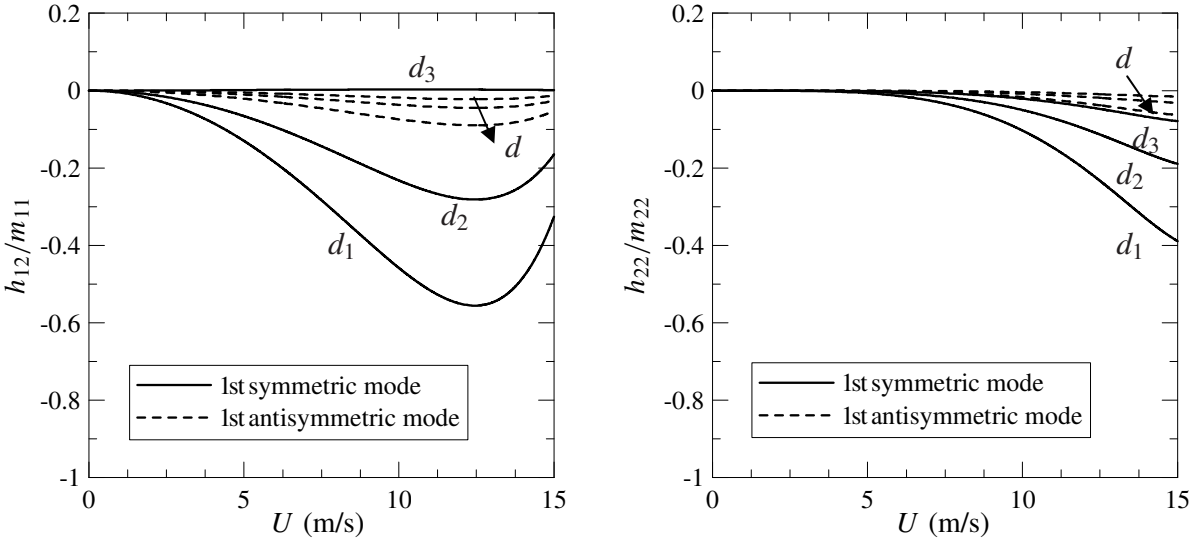 0.2
0
-0.2
-0.4
-0.6
-0.8
-1
h12/m11
d3
d
d2
d1
1st symmetric mode
1st antisymmetric mode
0 5 10 15
U (m/s)
0.2
0
-0.2
-0.4
-0.6
-0.8
-1
h22/m22
d
d3
d2
d1
1st symmetric mode
1st antisymmetric mode
0 5 10 15
U (m/s)